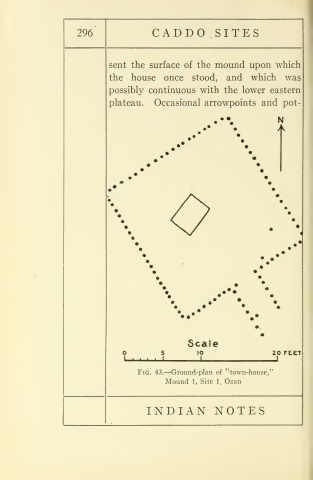 296
CADDO SITES
sent the surface of the mound upon which
the house once stood, and which was
possibly continuous with the lower eastern
plateau. Occasional arrowpoints and pot-
N
Scale
0 5 10 20 FEET
FIG. 43.—Ground-plan of "town-house,"
Mound 1, Site 1, Ozan
INDIAN NOTES